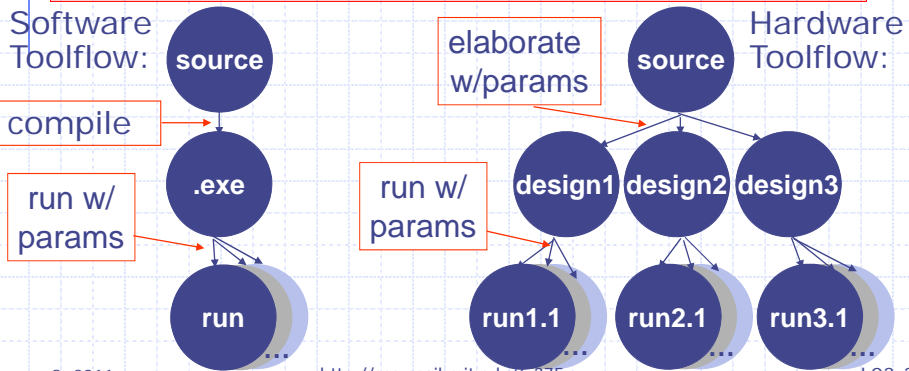 Software
Toolflow:
source
compile
.exe
run w/
params
run
...
Hardware
Toolflow:
source
elaborate
w/params
design1
design2
design3
run w/
params
run1.1
...
run2.1
...
run3.1
...